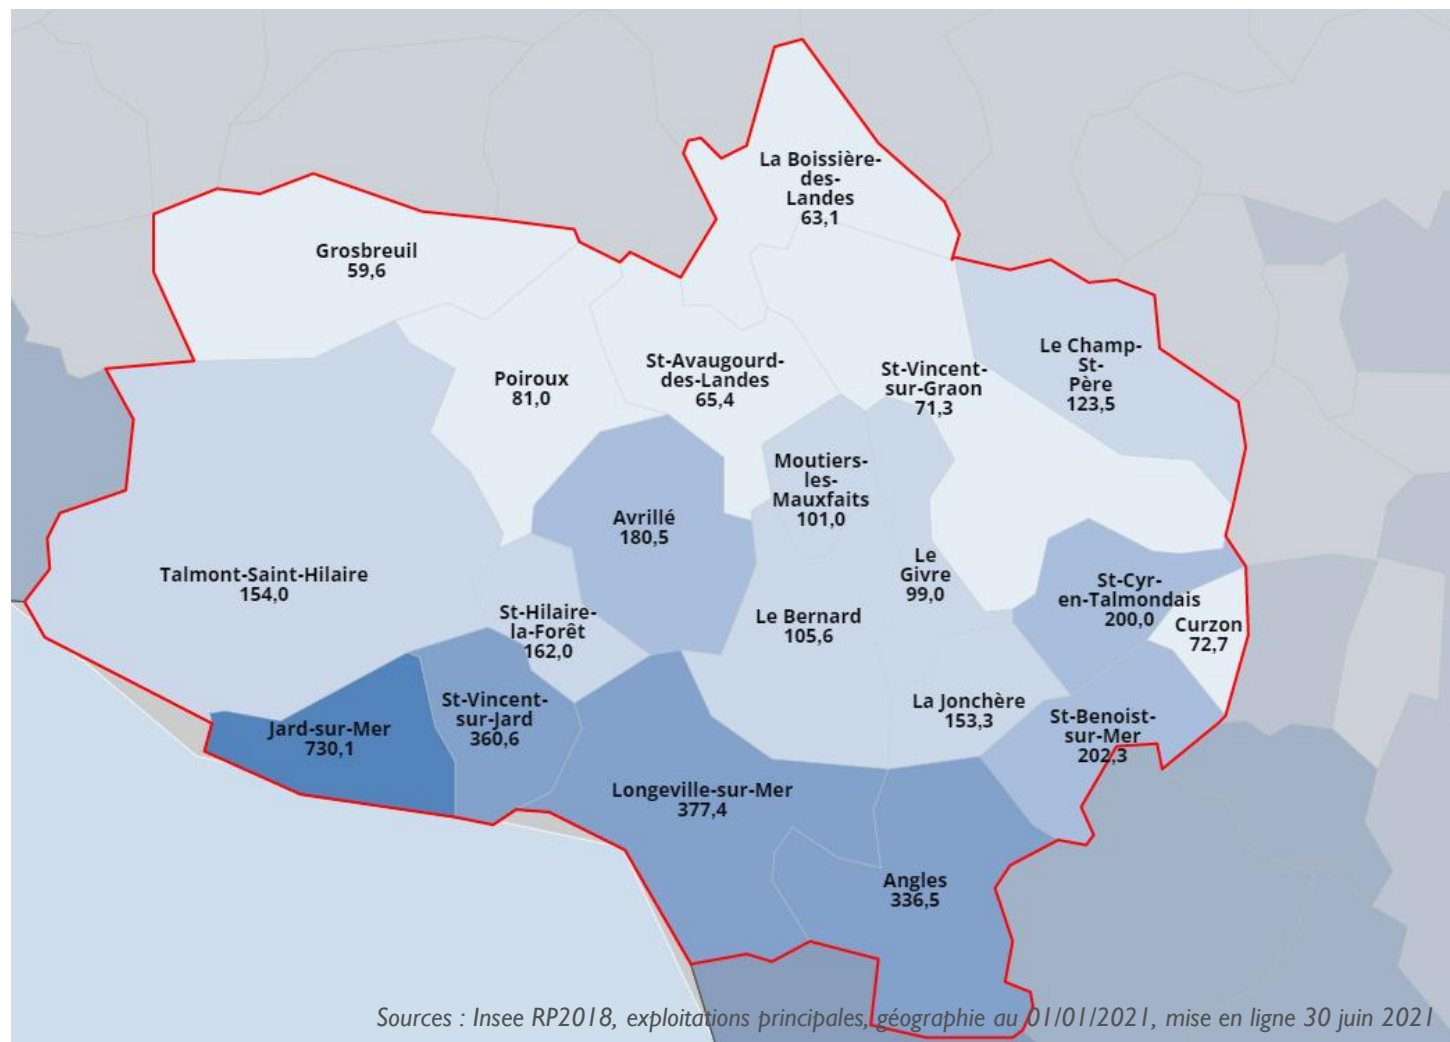 La Boissière-
des-
Landes
63,1
Grosbreuil
59,6
Le Champ-
St-
Père
123,5
St-Avaugourd-
des-Landes
65,4
St-Vincent-
sur-Graon
71,3
Poiroux
81,0
Moutiers-
les-
Mauxfaits
101,0
Avrillé
180,5
Le
Givre
99,0
Talmont-Saint-Hilaire
154,0
St-Cyr-
en-Talmondais
200,0
St-Hilaire-
la-Forêt
162,0
Le Bernard
105,6
Curzon
72,7
St-Vincent-
sur-Jard
360,6
La Jonchère
153,3
St-Benoist-
sur-Mer
202,3
Jard-sur-Mer
730,1
Longeville-sur-Mer
377,4
Angles
336,5
Sources : Insee RP2018, exploitations principales, géographie au 01/01/2021, mise en ligne 30 juin 2021